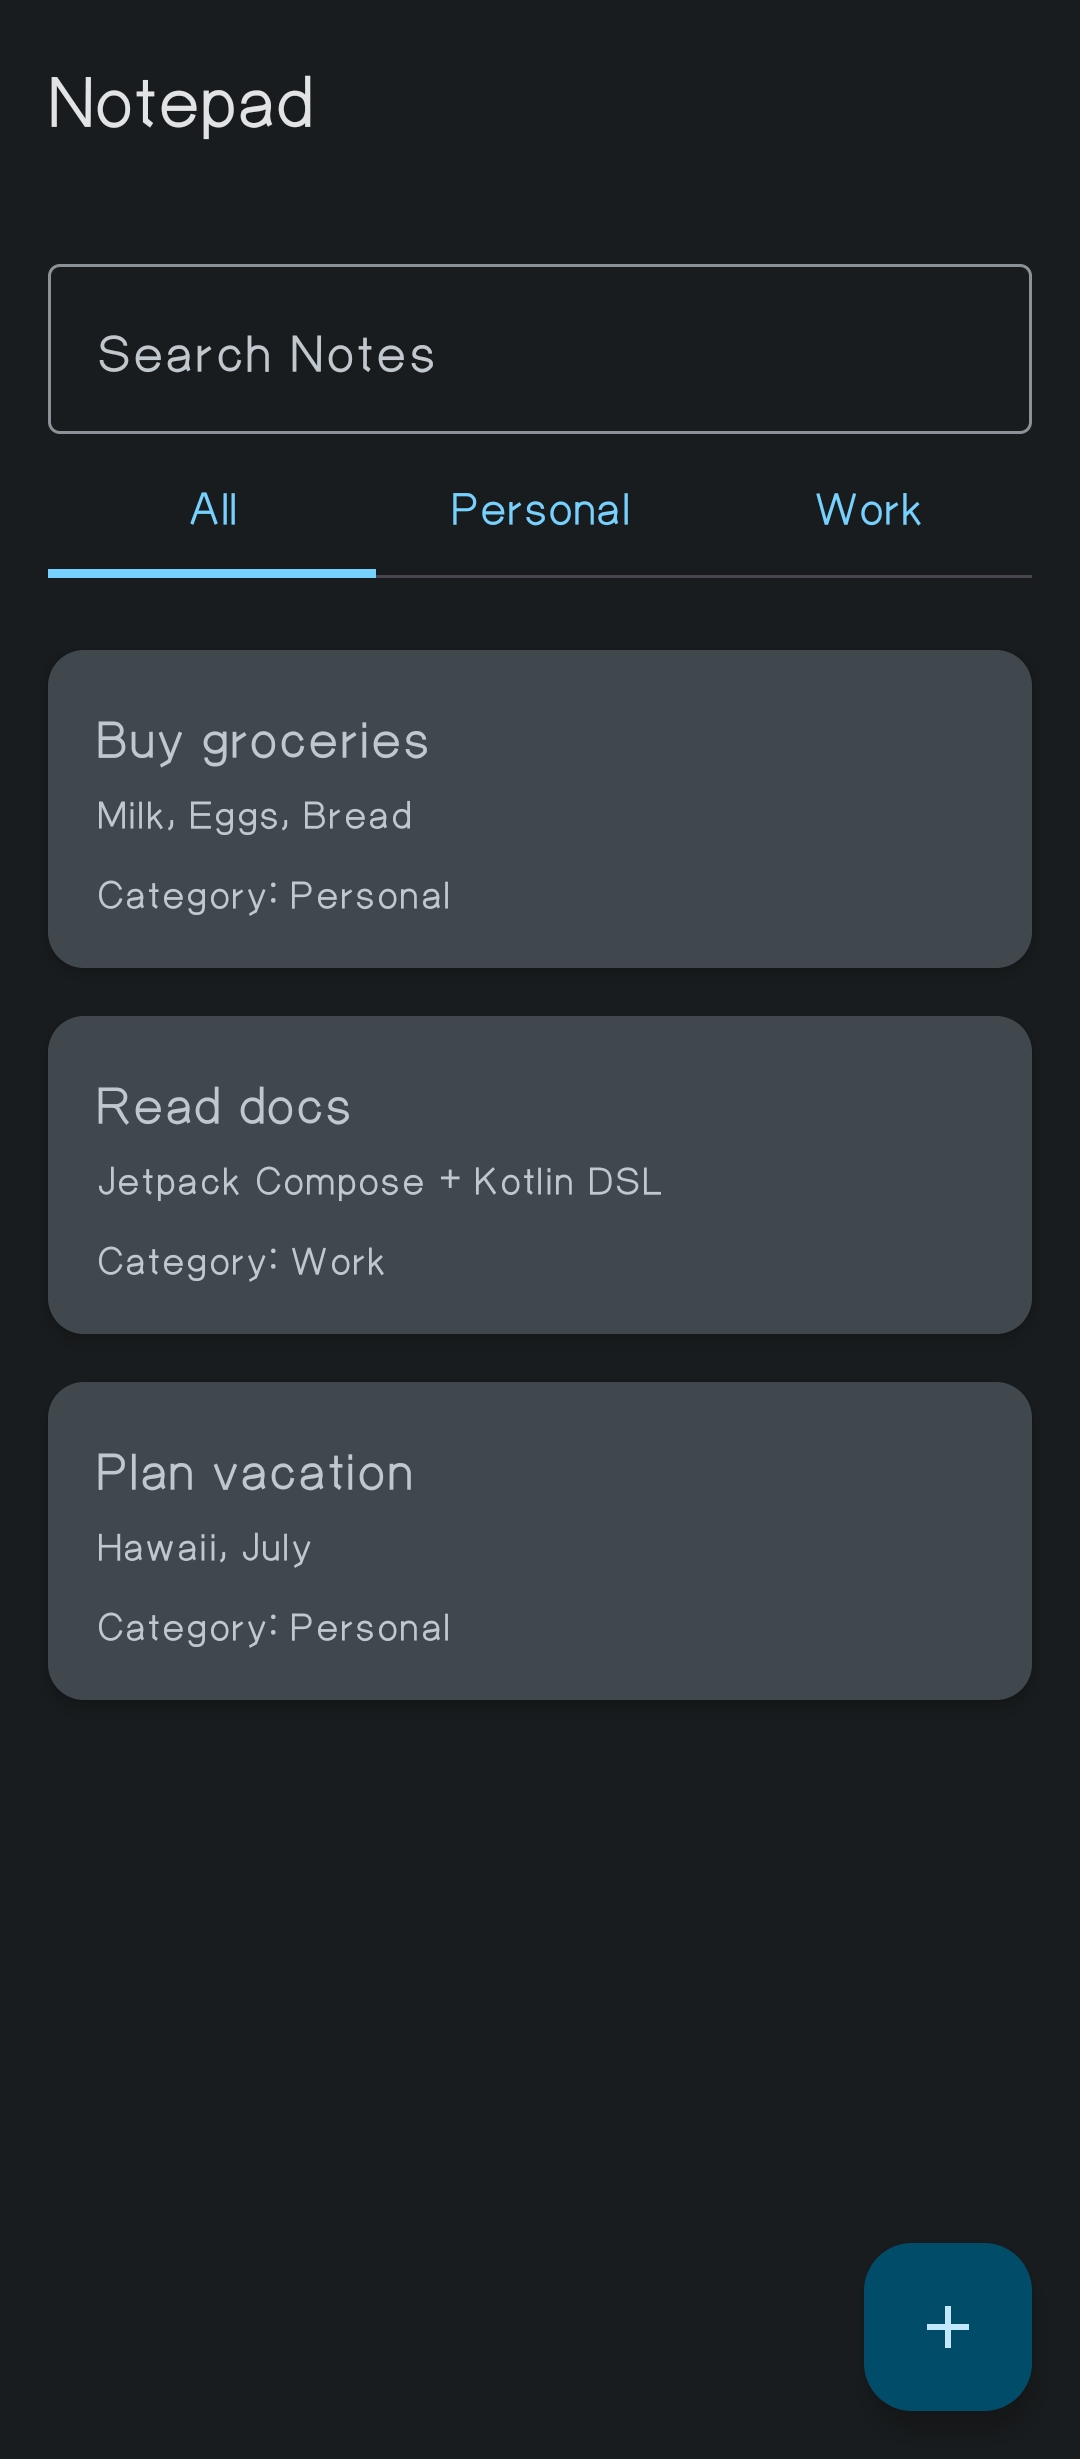 Notepad
Search Notes
All Personal Work
Buy groceries
Milk, Eggs, Bread
Category: Personal
Read docs
Jetpack Compose + Kotlin DSL
Category: Work
Plan vacation
Hawaii, July
Category: Personal